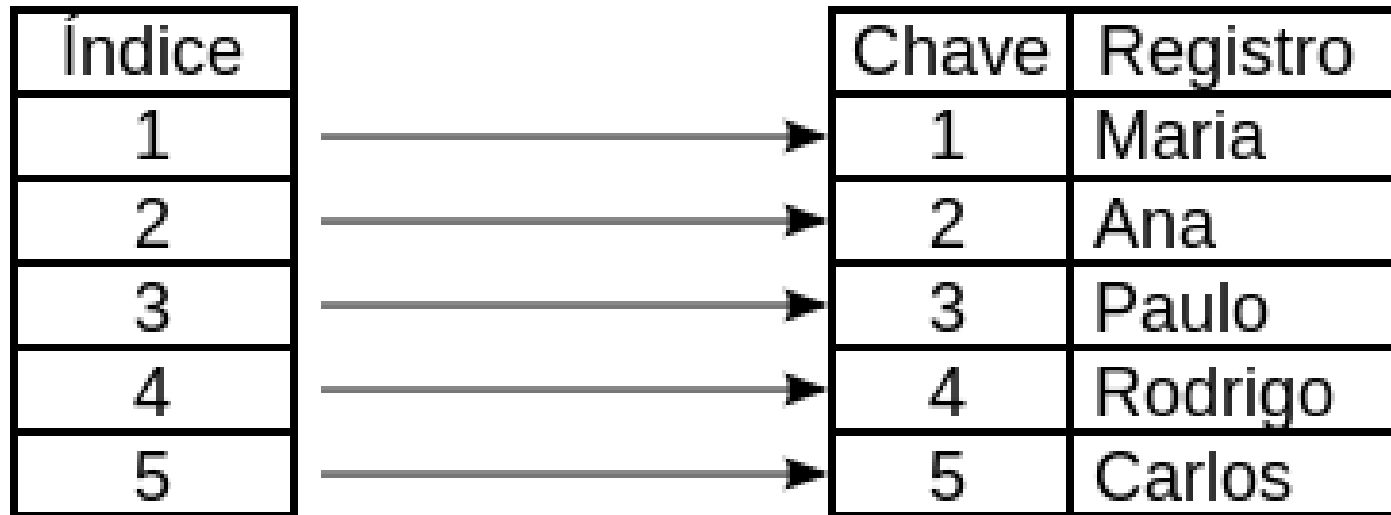 Índice Chave Registro
1 1 Maria
2 2 Ana
3 3 Paulo
4 4 Rodrigo
5 5 Carlos